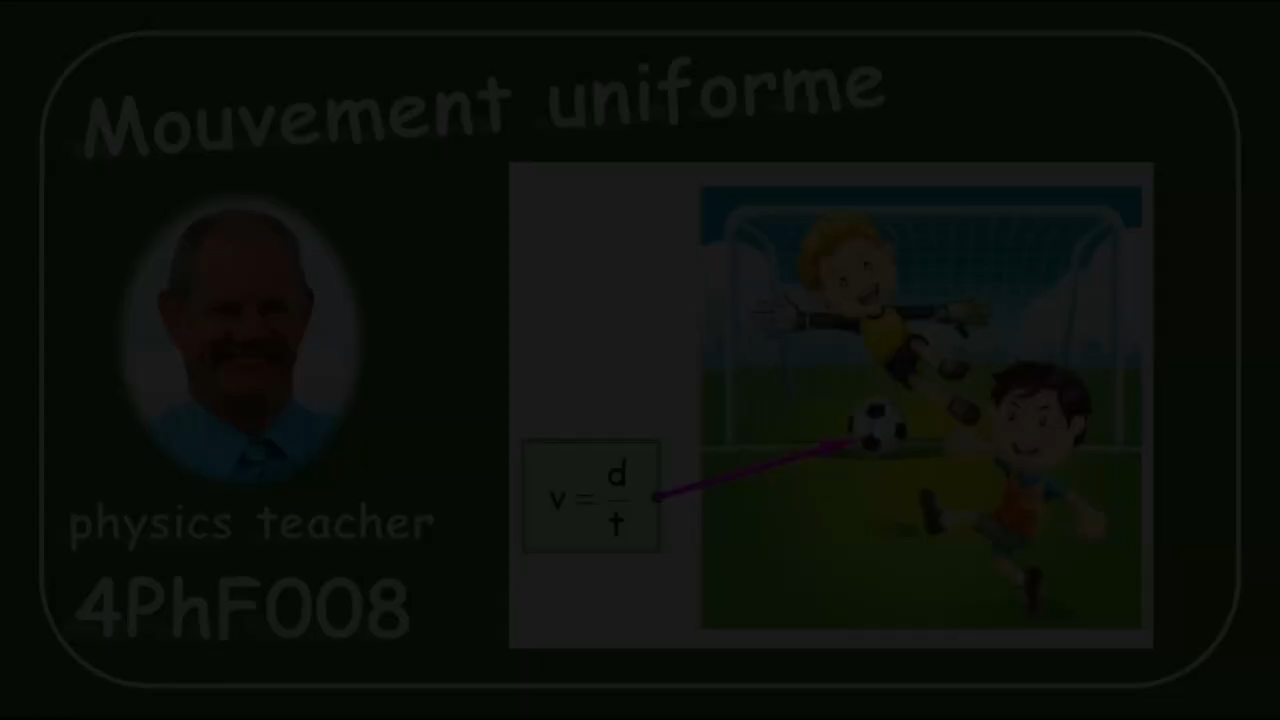 Mouvement uniforme
v = d/t
physics teacher
4PhF008